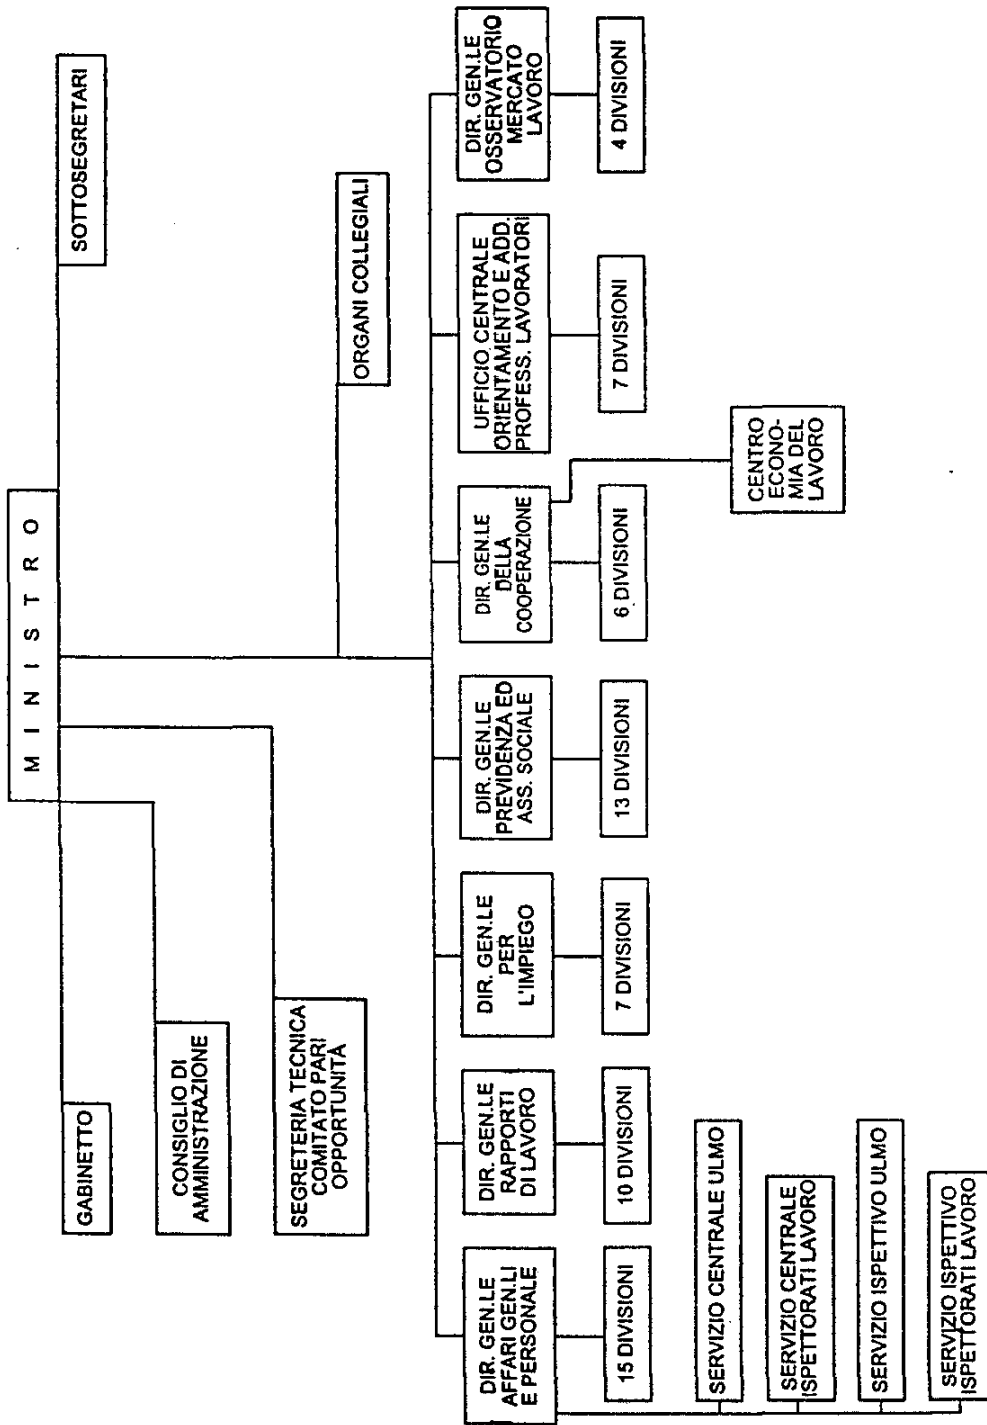 M I N I S T R O
SOTTOSEGRETARI
GABINETTO
CONSIGLIO DI
AMMINISTRAZIONE
SEGRETERIA TECNICA
COMITATO PARI
OPPORTUNITÀ
ORGANI COLLEGIALI
DIR. GEN.LE
AFFARI GEN.LI
E PERSONALE
DIR. GEN.LE
RAPPORTI
DI LAVORO
DIR. GEN.LE
PER
L'IMPIEGO
DIR. GEN.LE
PREVIDENZA ED
ASS. SOCIALE
DIR. GEN.LE
DELLA
COOPERAZIONE
UFFICIO CENTRALE
ORIENTAMENTO E ADD.
PROFESS. LAVORATORI
DIR. GEN.LE
OSSERVATORIO
MERCATO
LAVORO
15 DIVISIONI
10 DIVISIONI
7 DIVISIONI
13 DIVISIONI
6 DIVISIONI
7 DIVISIONI
4 DIVISIONI
SERVIZIO CENTRALE ULMO
SERVIZIO CENTRALE
ISPETTORATI LAVORO
SERVIZIO ISPETTIVO ULMO
SERVIZIO ISPETTIVO
ISPETTORATI LAVORO
CENTRO
ECONO-
MIA DEL
LAVORO